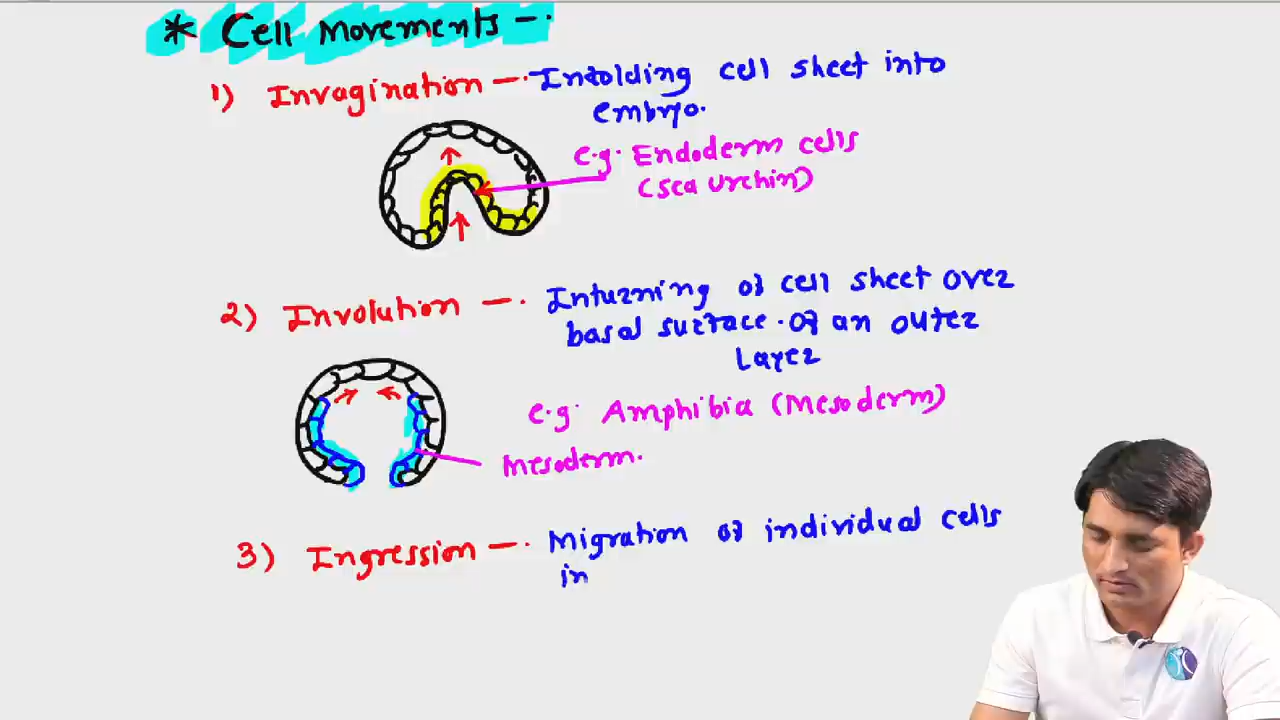 * Cell Movements -.
1) Invagination -. Infolding cell sheet into
embryo.
e.g. Endoderm cells
(sea urchin)
2) Involution -. Inturning of cell sheet over
basal surface.of an outer
Layer
e.g. Amphibia (Mesoderm)
Mesoderm.
3) Ingression -. Migration of individual cells
in